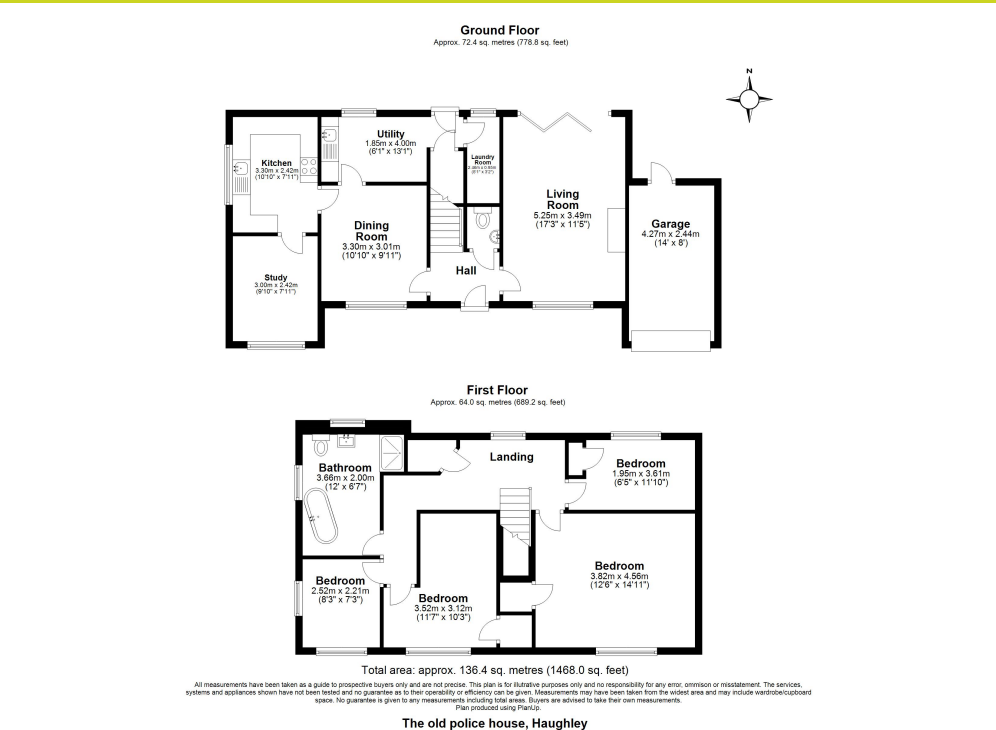 Ground Floor
Approx. 72.4 sq. metres (778.8 sq. feet)
N
Utility
1.85m x 4.00m
(6'1" x 13'1")
Kitchen
3.30m x 2.42m
(10'10" x 7'11")
Laundry
Room
Living
Room
5.25m x 3.49m
(17'3" x 11'5")
Dining
Room
3.30m x 3.01m
(10'10" x 9'11")
Garage
4.27m x 2.44m
(14' x 8')
Hall
Study
3.00m x 2.42m
(9'10" x 7'11")
First Floor
Approx. 64.0 sq. metres (689.2 sq. feet)
Landing
Bathroom
3.66m x 2.00m
(12' x 6'7")
Bedroom
1.95m x 3.61m
(6'5" x 11'10")
Bedroom
2.52m x 2.21m
(8'3" x 7'3")
Bedroom
3.52m x 3.12m
(11'7" x 10'3")
Bedroom
3.82m x 4.56m
(12'6" x 14'11")
Total area: approx. 136.4 sq. metres (1468.0 sq. feet)
All measurements have been taken as a guide to prospective buyers only and are not precise. This plan is for illustrative purposes only and no responsibility for any error, ommison or misstatement. The services,
systems and appliances shown have not been tested and no guarantee as to their operability or efficiency can be given. Measurements may have been taken from the widest area and may include wardrobe/cupboard
space. No guarantee is given to any measurements including total areas. Buyers are advised to take their own measurements.
Plan produced using PlanUp.
The old police house, Haughley